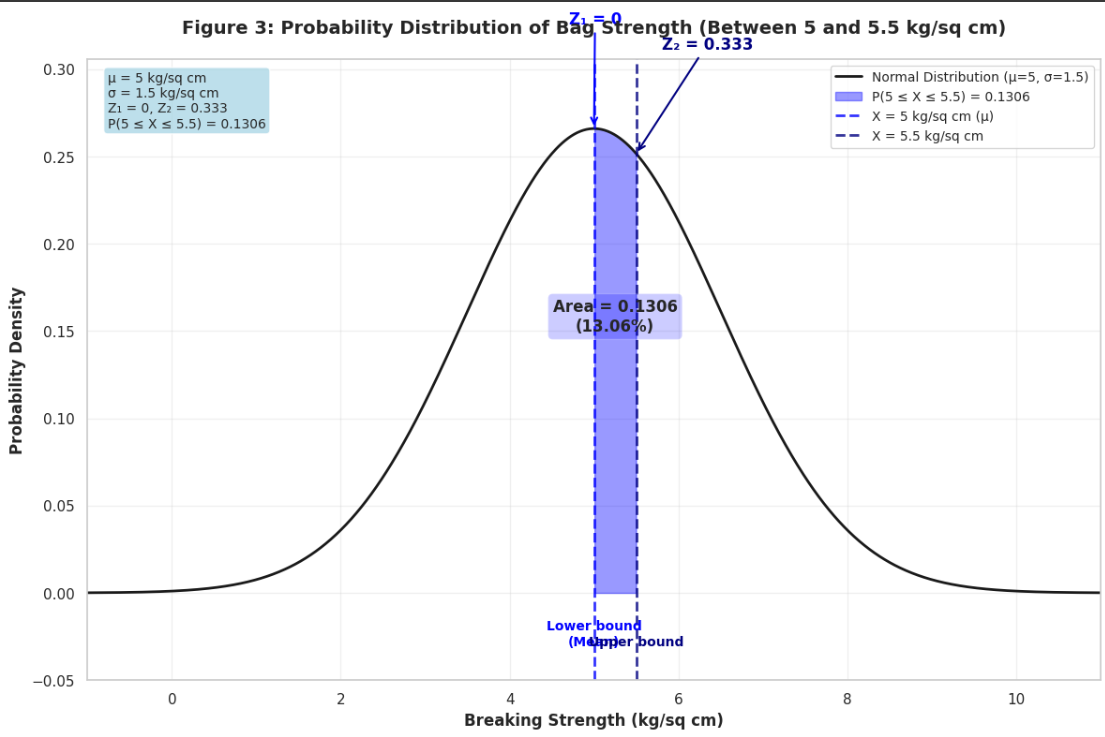 Z₁ = 0
Figure 3: Probability Distribution of Bag Strength (Between 5 and 5.5 kg/sq cm)
Z₂ = 0.333
μ = 5 kg/sq cm
σ = 1.5 kg/sq cm
Z₁ = 0, Z₂ = 0.333
P(5 ≤ X ≤ 5.5) = 0.1306
Normal Distribution (μ=5, σ=1.5)
P(5 ≤ X ≤ 5.5) = 0.1306
X = 5 kg/sq cm (μ)
X = 5.5 kg/sq cm
0.30
0.25
0.20
0.15
0.10
0.05
0.00
−0.05
Probability Density
Area = 0.1306
(13.06%)
Lower bound
(Mean)
Upper bound
0
2
4
6
8
10
Breaking Strength (kg/sq cm)